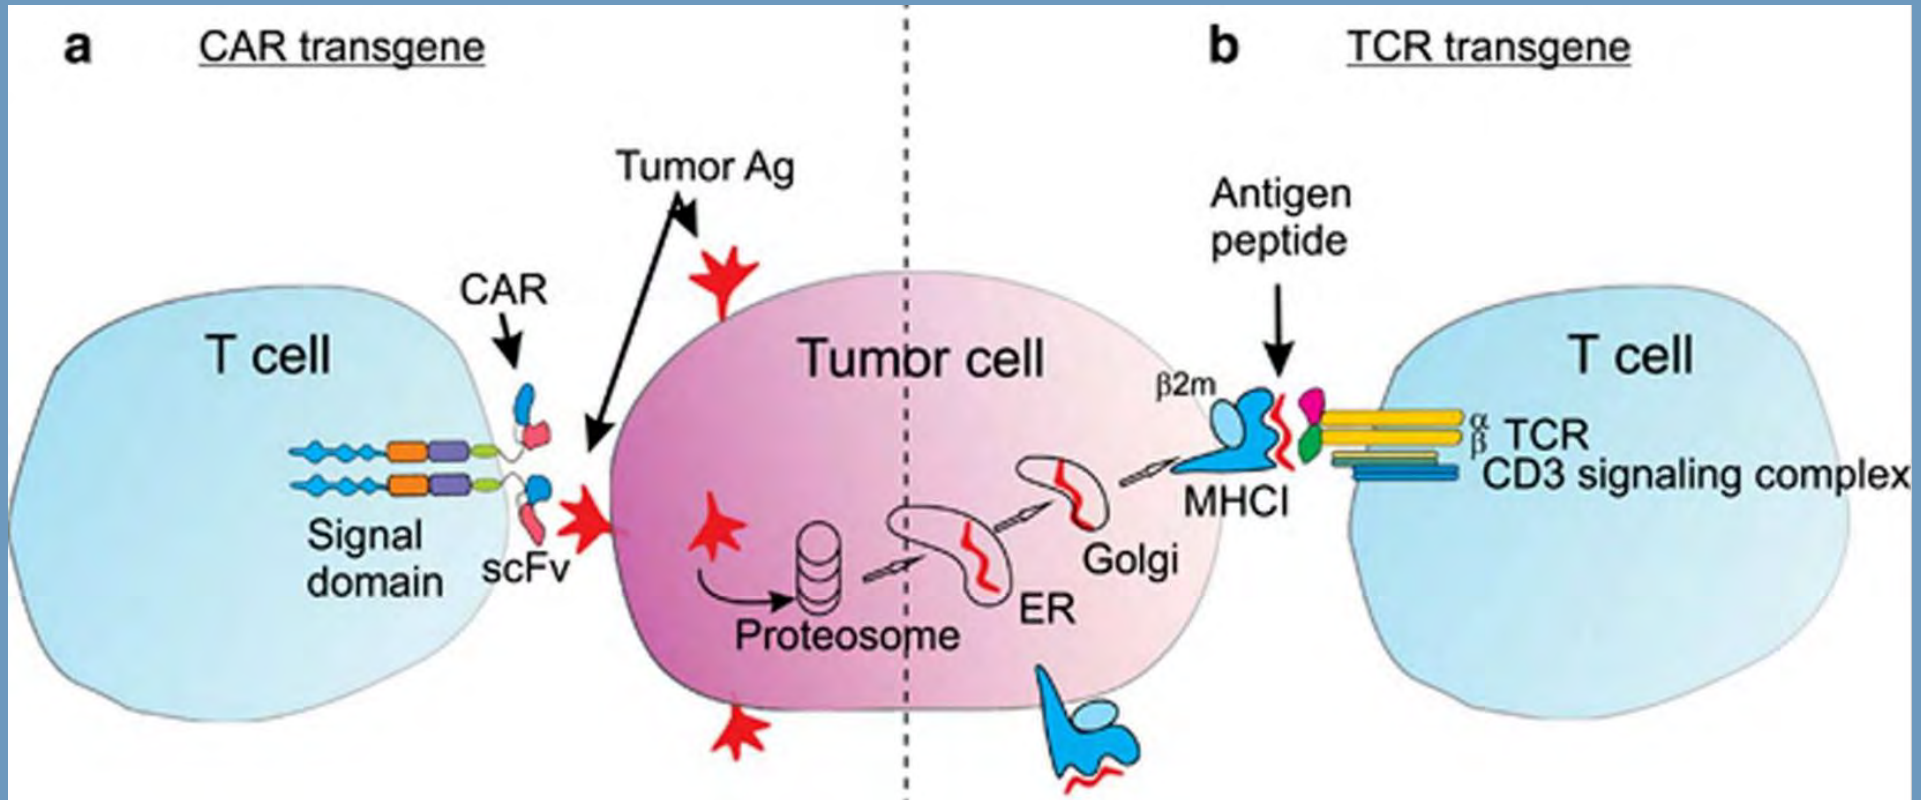 a CAR transgene
b TCR transgene
Tumor Ag
Antigen
peptide
CAR
T cell
Tumor cell
T cell
β2m
α
β TCR
CD3 signaling complex
MHCI
Signal
domain
scFv
Golgi
ER
Proteosome